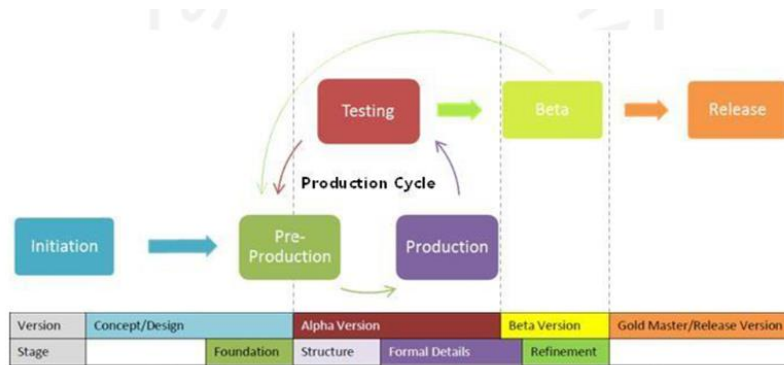 Testing
Beta
Release
Production Cycle
Initiation
Pre-
Production
Production
Version Concept/Design Alpha Version Beta Version Gold Master/Release Version
Stage Foundation Structure Formal Details Refinement